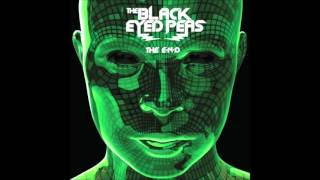 THE
BLACK
EYED PEAS
THE E.N.D